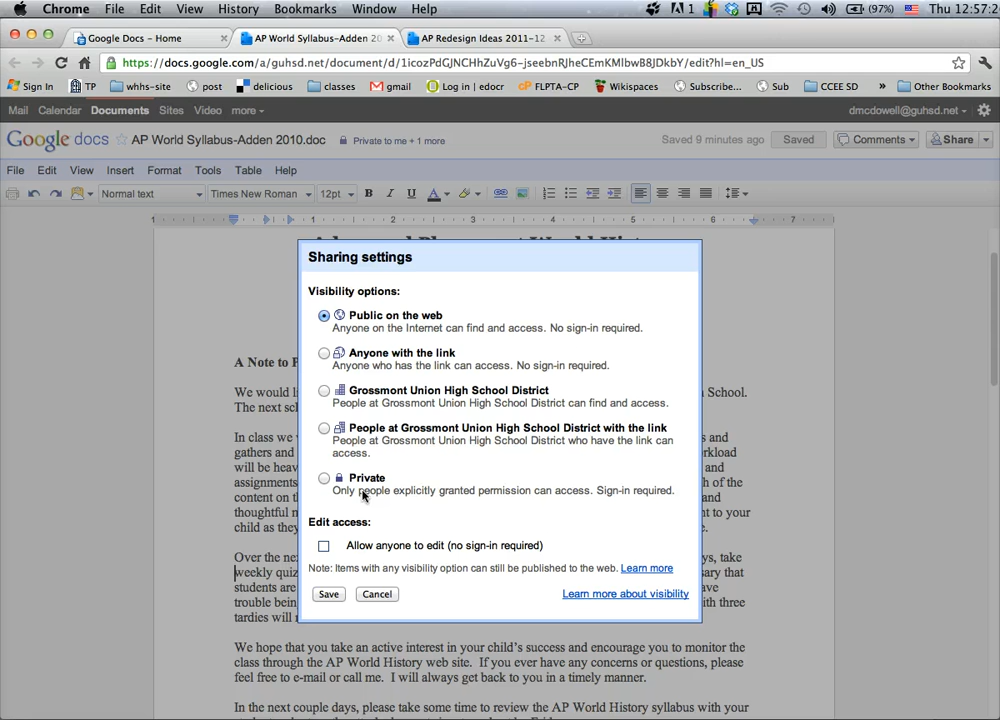 Chrome File Edit View History Bookmarks Window Help 1 (97%) Thu 12:57:2
Google Docs - Home AP World Syllabus-Adden 20 AP Redesign Ideas 2011-12
https://docs.google.com/a/guhsd.net/document/d/1icozPdGJNCHhZuVg6-jseebnRJheCEmKMlbwB8JDkbY/edit?hl=en_US
Sign In TP whhs-site post delicious classes gmail Log in | edocr FLPTA-CP Wikispaces Subscribe... Sub CCEE SD » Other Bookmarks
Mail Calendar Documents Sites Video more dmcdowell@guhsd.net
Google docs AP World Syllabus-Adden 2010.doc Private to me + 1 more Saved 9 minutes ago Saved Comments Share
File Edit View Insert Format Tools Table Help
Normal text Times New Roman 12pt B I U A
1 1 2 3 4 5 6 7
Sharing settings
Visibility options:
Public on the web
Anyone on the Internet can find and access. No sign-in required.
Anyone with the link
Anyone who has the link can access. No sign-in required.
Grossmont Union High School District
People at Grossmont Union High School District can find and access.
People at Grossmont Union High School District with the link
People at Grossmont Union High School District who have the link can
access.
Private
Only people explicitly granted permission can access. Sign-in required.
Edit access:
Allow anyone to edit (no sign-in required)
Note: Items with any visibility option can still be published to the web. Learn more
Save Cancel Learn more about visibility
A Note to
We would School.
The next
In class we and
gathers and
will be and
assignments of the
content on and
thoughtful to your
child as they
Over the take
weekly that
students are
trouble with three
tardies will
We hope that you take an active interest in your child's success and encourage you to monitor the
class through the AP World History web site. If you ever have any concerns or questions, please
feel free to e-mail or call me. I will always get back to you in a timely manner.
In the next couple days, please take some time to review the AP World History syllabus with your